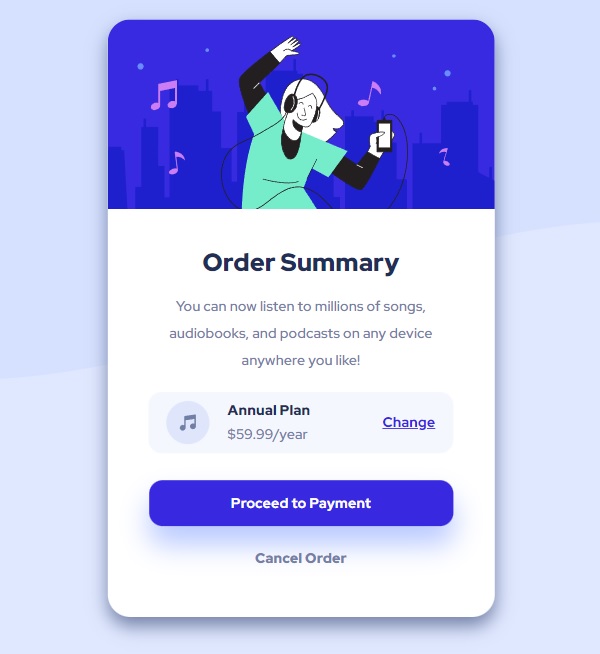 Order Summary
You can now listen to millions of songs,
audiobooks, and podcasts on any device
anywhere you like!
Annual Plan
$59.99/year
Change
Proceed to Payment
Cancel Order